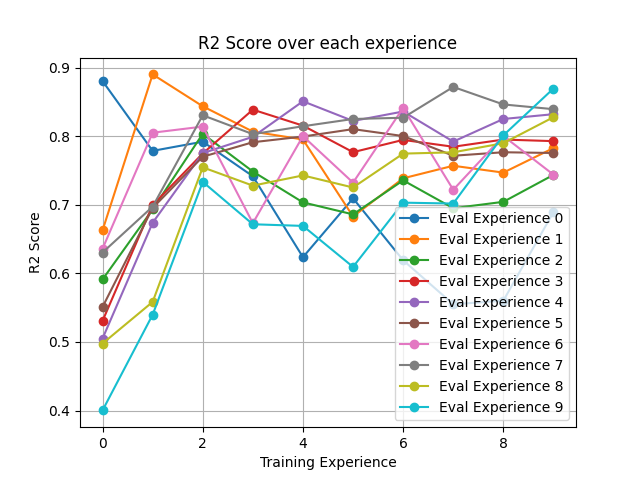 R2 Score over each experience
R2 Score
0.9
0.8
0.7
0.6
0.5
0.4
0
2
4
6
8
Training Experience
Eval Experience 0
Eval Experience 1
Eval Experience 2
Eval Experience 3
Eval Experience 4
Eval Experience 5
Eval Experience 6
Eval Experience 7
Eval Experience 8
Eval Experience 9